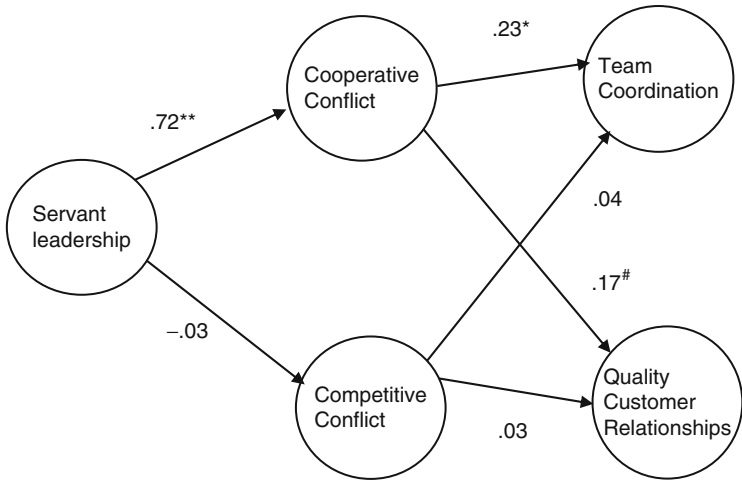 .23*
Cooperative
Conflict
Team
Coordination
.72**
Servant
leadership
.04
.17#
–.03
Competitive
Conflict
Quality
Customer
Relationships
.03